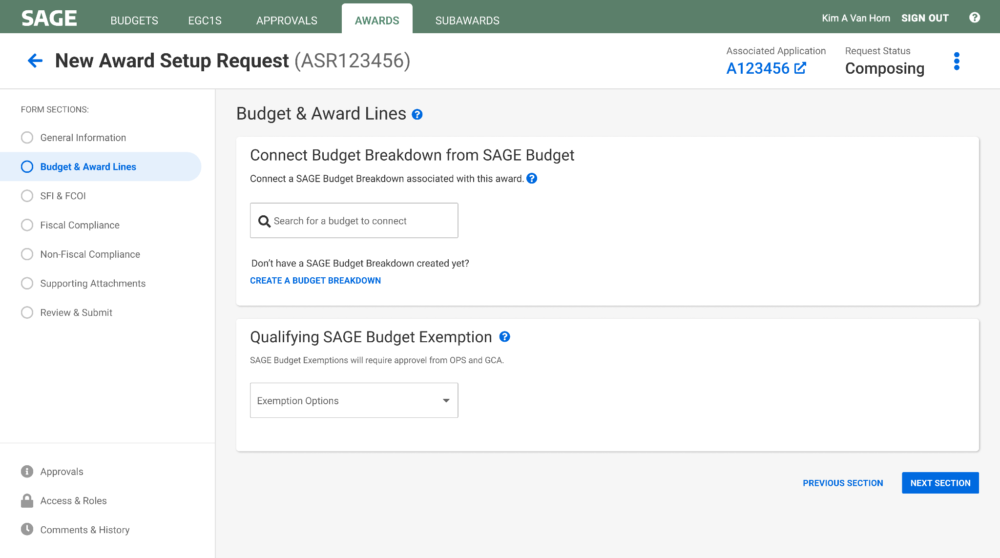 SAGE
BUDGETS
EGC1S
APPROVALS
AWARDS
SUBAWARDS
Kim A Van Horn
SIGN OUT
New Award Setup Request (ASR123456)
Associated Application
A123456
Request Status
Composing
FORM SECTIONS:
General Information
Budget & Award Lines
SFI & FCOI
Fiscal Compliance
Non-Fiscal Compliance
Supporting Attachments
Review & Submit
Approvals
Access & Roles
Comments & History
Budget & Award Lines
Connect Budget Breakdown from SAGE Budget
Connect a SAGE Budget Breakdown associated with this award.
Search for a budget to connect
Don’t have a SAGE Budget Breakdown created yet?
CREATE A BUDGET BREAKDOWN
Qualifying SAGE Budget Exemption
SAGE Budget Exemptions will require approvel from OPS and GCA.
Exemption Options
PREVIOUS SECTION
NEXT SECTION